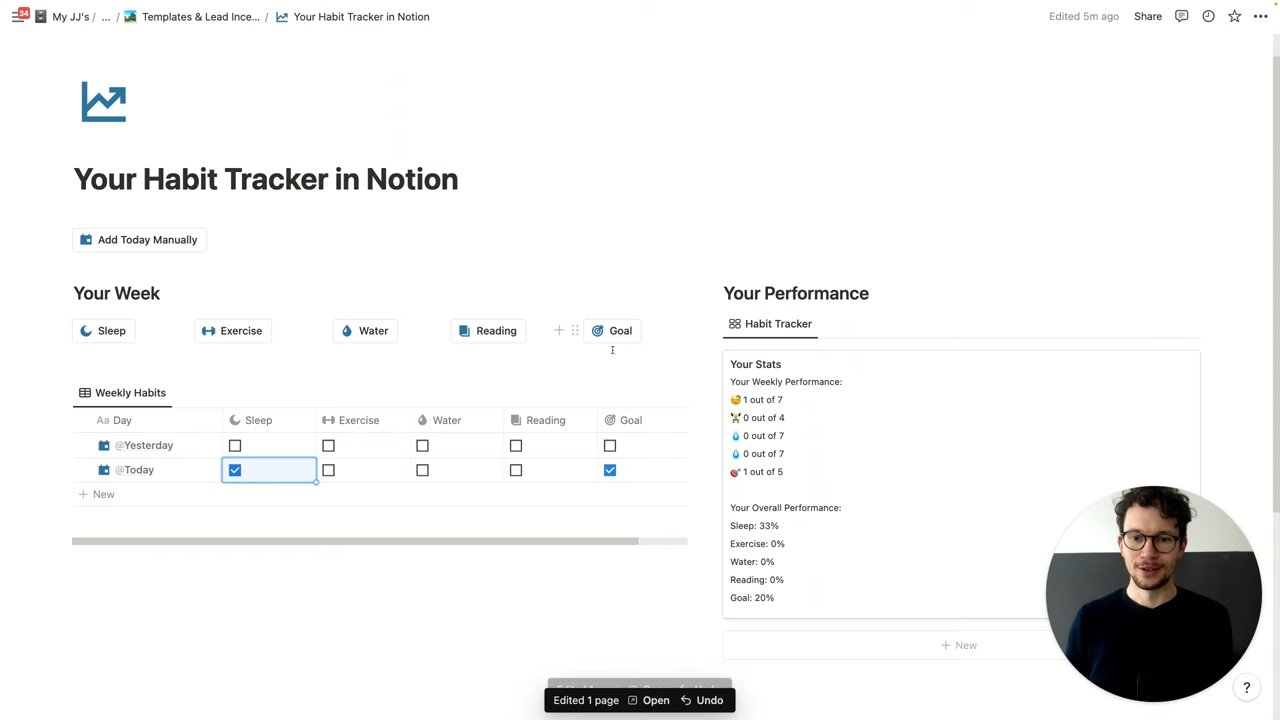 34 My JJ's / ... / Templates & Lead Ince... / Your Habit Tracker in Notion Edited 5m ago Share
Your Habit Tracker in Notion
Add Today Manually
Your Week
Sleep Exercise Water Reading Goal
Weekly Habits
Aa Day Sleep Exercise Water Reading Goal
@Yesterday
@Today
+ New
Your Performance
Habit Tracker
Your Stats
Your Weekly Performance:
1 out of 7
0 out of 4
0 out of 7
0 out of 7
1 out of 5
Your Overall Performance:
Sleep: 33%
Exercise: 0%
Water: 0%
Reading: 0%
Goal: 20%
+ New
Edited 1 page Open Undo
?